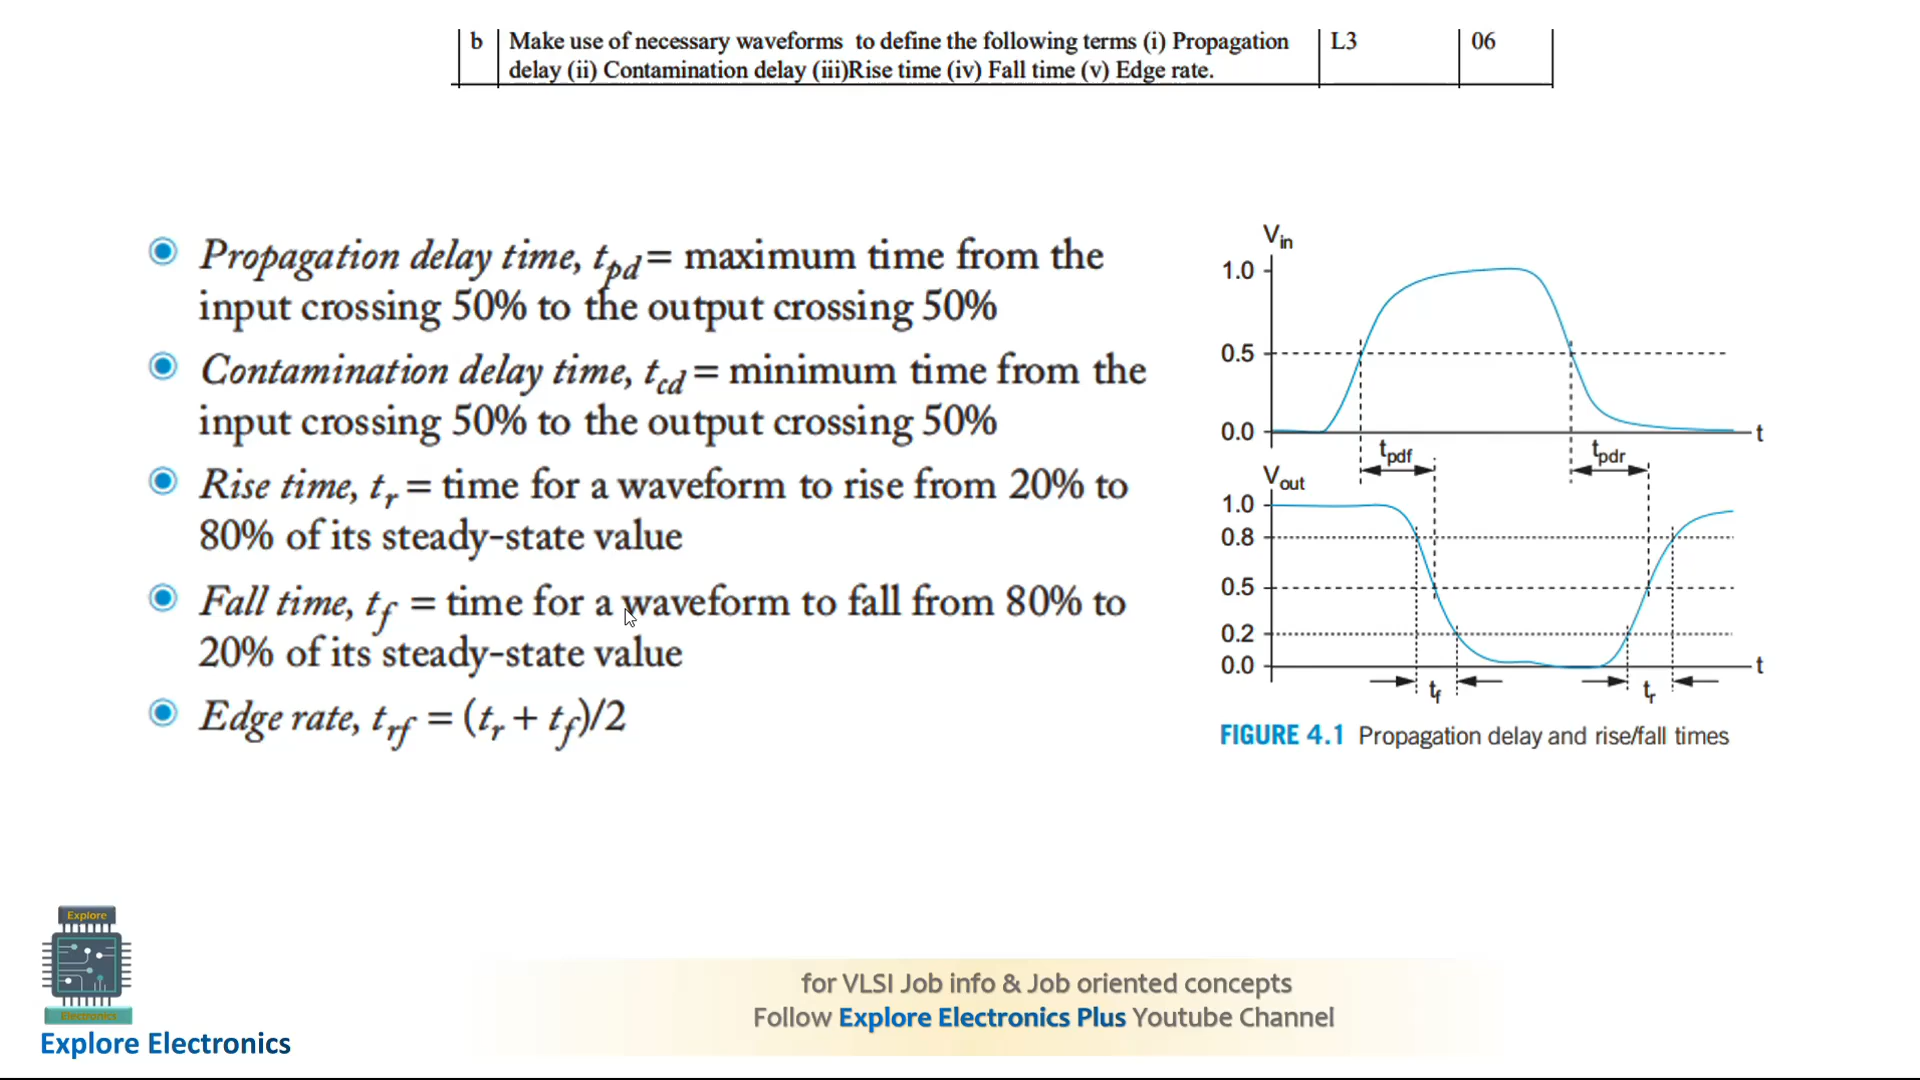 b Make use of necessary waveforms to define the following terms (i) Propagation L3 06
delay (ii) Contamination delay (iii)Rise time (iv) Fall time (v) Edge rate.
Propagation delay time, tpd = maximum time from the
input crossing 50% to the output crossing 50%
Contamination delay time, tcd = minimum time from the
input crossing 50% to the output crossing 50%
Rise time, tr = time for a waveform to rise from 20% to
80% of its steady-state value
Fall time, tf = time for a waveform to fall from 80% to
20% of its steady-state value
Edge rate, trf = (tr + tf)/2
Vin
1.0
0.5
0.0
t
tpdf
tpdr
Vout
1.0
0.8
0.5
0.2
0.0
t
tf
tr
FIGURE 4.1 Propagation delay and rise/fall times
Explore
Electronics
Explore Electronics
for VLSI Job info & Job oriented concepts
Follow Explore Electronics Plus Youtube Channel